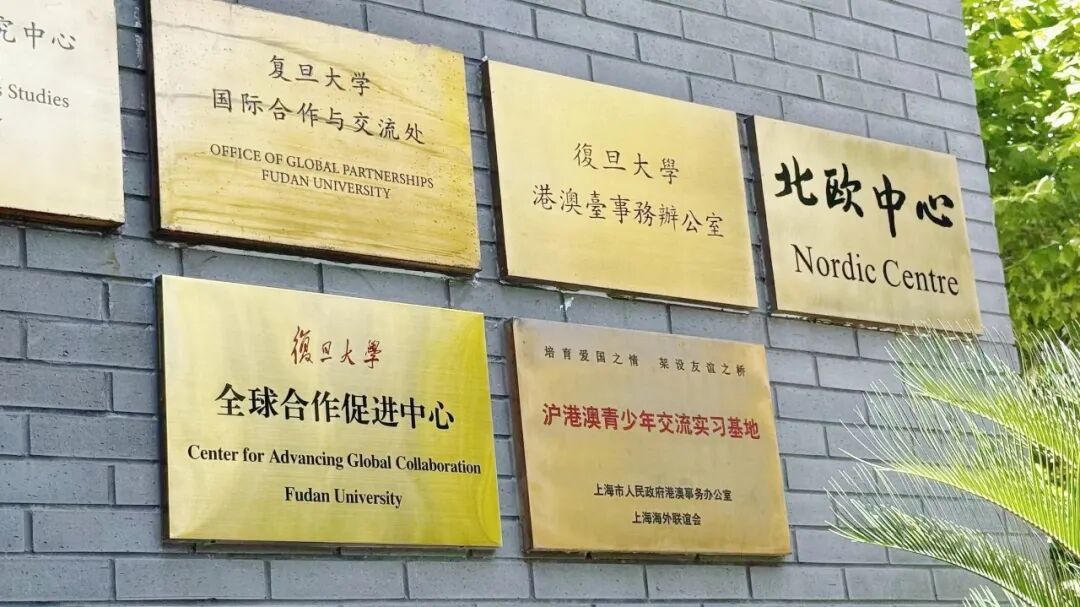 究中心
s Studies
复旦大学
国际合作与交流处
OFFICE OF GLOBAL PARTNERSHIPS
FUDAN UNIVERSITY
復旦大學
港澳臺事務辦公室
北欧中心
Nordic Centre
復旦大學
全球合作促进中心
Center for Advancing Global Collaboration
Fudan University
培育爱国之情 架设友谊之桥
沪港澳青少年交流实习基地
上海市人民政府港澳事务办公室
上海海外联谊会